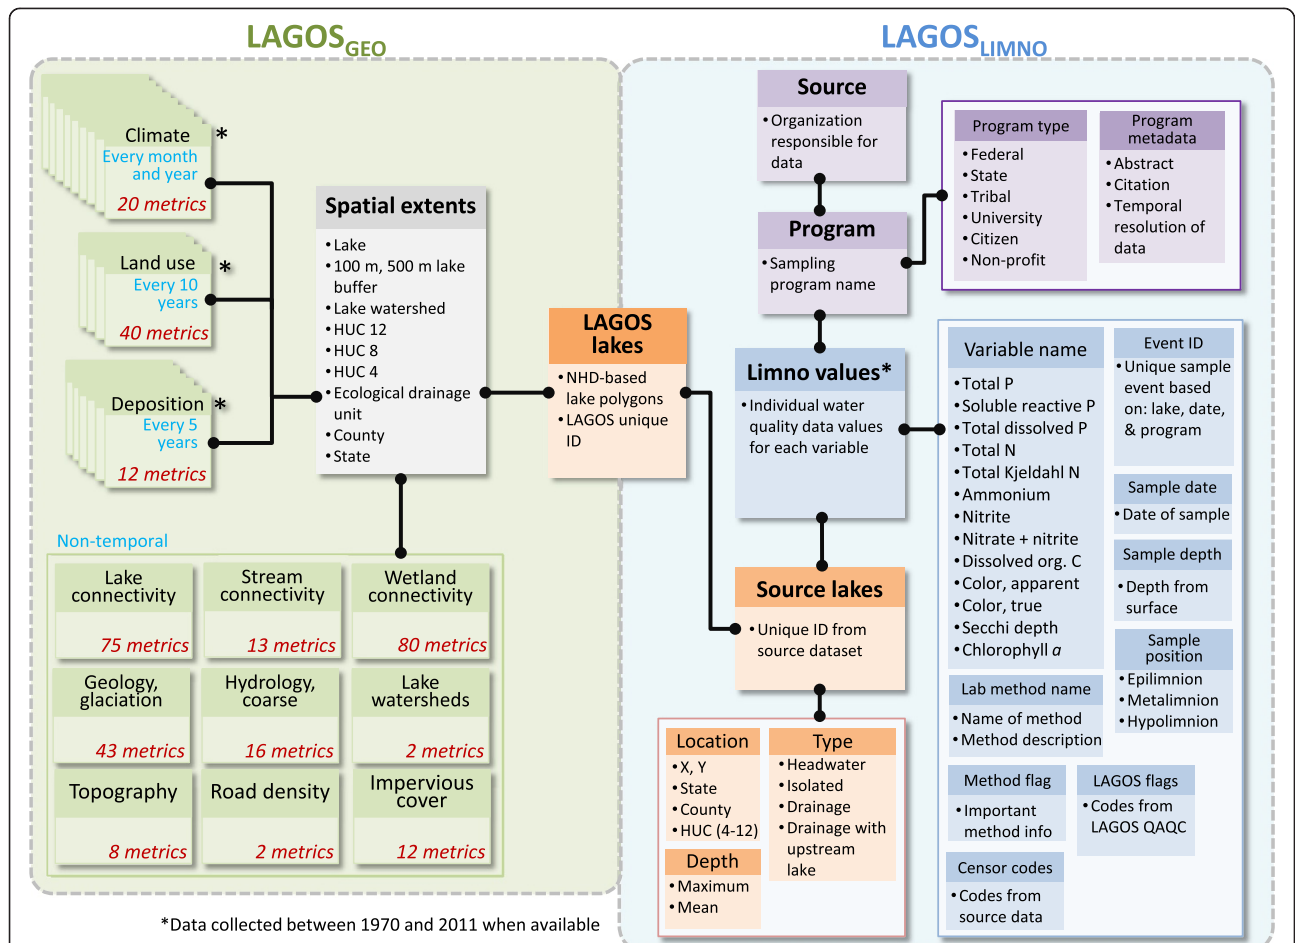 LAGOSGEO
LAGOSLIMNO
Climate
*
Every month
and year
20 metrics
Land use
*
Every 10
years
40 metrics
Deposition
*
Every 5
years
12 metrics
Spatial extents
• Lake
• 100 m, 500 m lake
buffer
• Lake watershed
• HUC 12
• HUC 8
• HUC 4
• Ecological drainage
unit
• County
• State
LAGOS
lakes
• NHD-based
lake polygons
• LAGOS unique
ID
Non-temporal
Lake
connectivity
75 metrics
Stream
connectivity
13 metrics
Wetland
connectivity
80 metrics
Geology,
glaciation
43 metrics
Hydrology,
coarse
16 metrics
Lake
watersheds
2 metrics
Topography
8 metrics
Road density
2 metrics
Impervious
cover
12 metrics
*Data collected between 1970 and 2011 when available
Source
• Organization
responsible for
data
Program
• Sampling
program name
Program type
• Federal
• State
• Tribal
• University
• Citizen
• Non-profit
Program
metadata
• Abstract
• Citation
• Temporal
resolution of
data
Limno values*
• Individual water
quality data values
for each variable
Variable name
• Total P
• Soluble reactive P
• Total dissolved P
• Total N
• Total Kjeldahl N
• Ammonium
• Nitrite
• Nitrate + nitrite
• Dissolved org. C
• Color, apparent
• Color, true
• Secchi depth
• Chlorophyll a
Event ID
• Unique sample
event based
on: lake, date,
& program
Sample date
• Date of sample
Sample depth
• Depth from
surface
Sample
position
• Epilimnion
• Metalimnion
• Hypolimnion
Lab method name
• Name of method
• Method description
Method flag
• Important
method info
LAGOS flags
• Codes from
LAGOS QAQC
Censor codes
• Codes from
source data
Source lakes
• Unique ID from
source dataset
Location
• X, Y
• State
• County
• HUC (4-12)
Depth
• Maximum
• Mean
Type
• Headwater
• Isolated
• Drainage
• Drainage with
upstream
lake